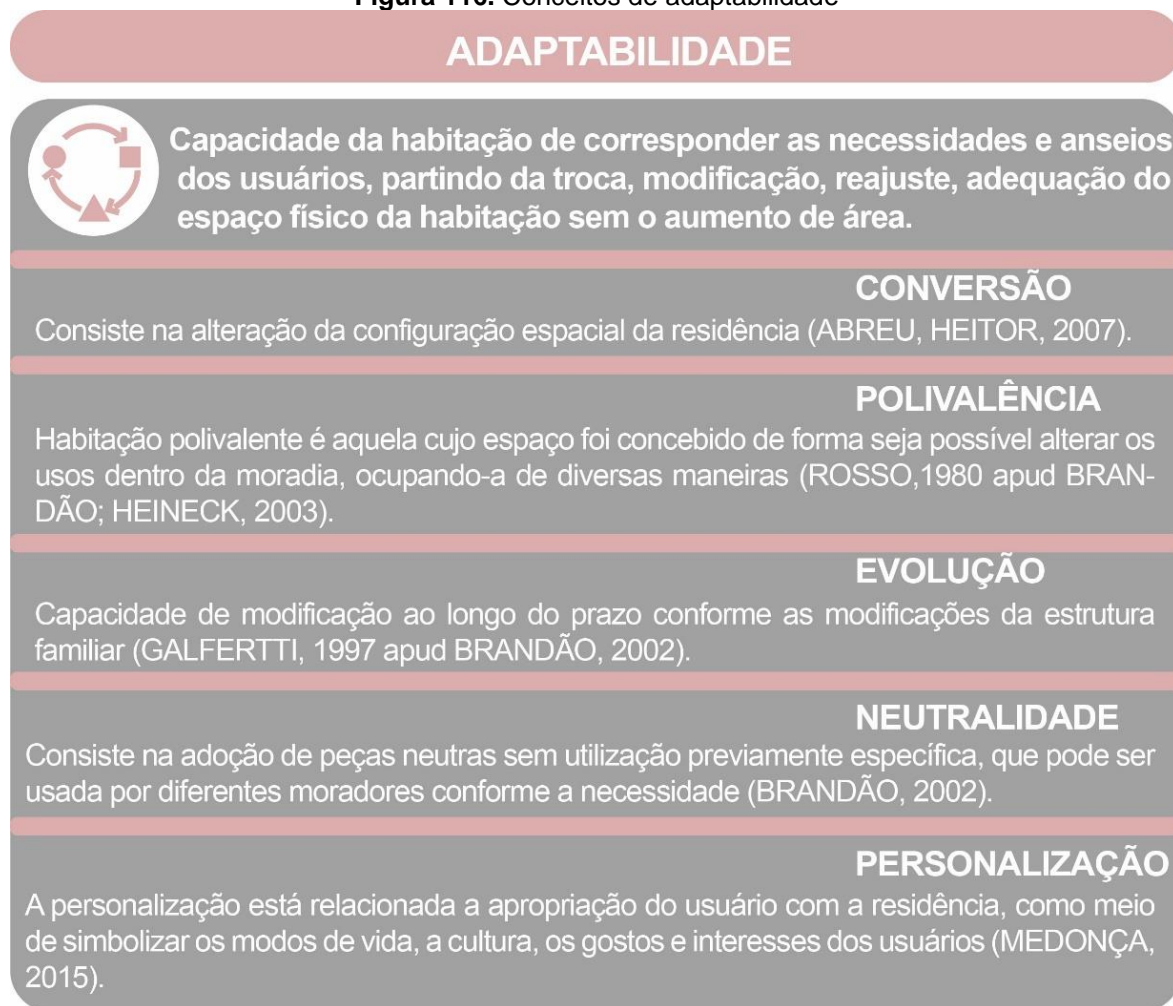 Figura 110. Conceitos de adaptabilidade
ADAPTABILIDADE
Capacidade da habitação de corresponder as necessidades e anseios
dos usuários, partindo da troca, modificação, reajuste, adequação do
espaço físico da habitação sem o aumento de área.
CONVERSÃO
Consiste na alteração da configuração espacial da residência (ABREU, HEITOR, 2007).
POLIVALÊNCIA
Habitação polivalente é aquela cujo espaço foi concebido de forma seja possível alterar os
usos dentro da moradia, ocupando-a de diversas maneiras (ROSSO,1980 apud BRAN-
DÃO; HEINECK, 2003).
EVOLUÇÃO
Capacidade de modificação ao longo do prazo conforme as modificações da estrutura
familiar (GALFERTTI, 1997 apud BRANDÃO, 2002).
NEUTRALIDADE
Consiste na adoção de peças neutras sem utilização previamente específica, que pode ser
usada por diferentes moradores conforme a necessidade (BRANDÃO, 2002).
PERSONALIZAÇÃO
A personalização está relacionada a apropriação do usuário com a residência, como meio
de simbolizar os modos de vida, a cultura, os gostos e interesses dos usuários (MEDONÇA,
2015).